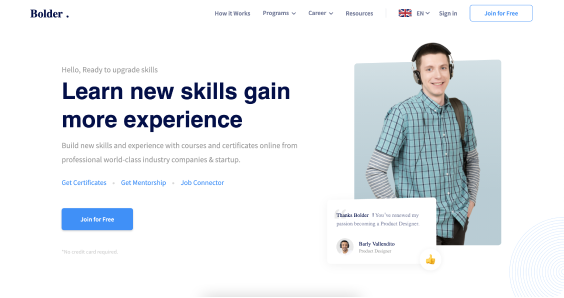 Bolder .
How it Works
Programs
Career
Resources
EN
Sign in
Join for Free
Hello, Ready to upgrade skills
Learn new skills gain
more experience
Build new skills and experience with courses and certificates online from
professional world-class industry companies & startup.
Get Certificates - Get Mentorship - Job Connector
Join for Free
*No credit card required
Thanks Bolder ! You've renewed my
passion becoming a Product Designer.
Product Designer